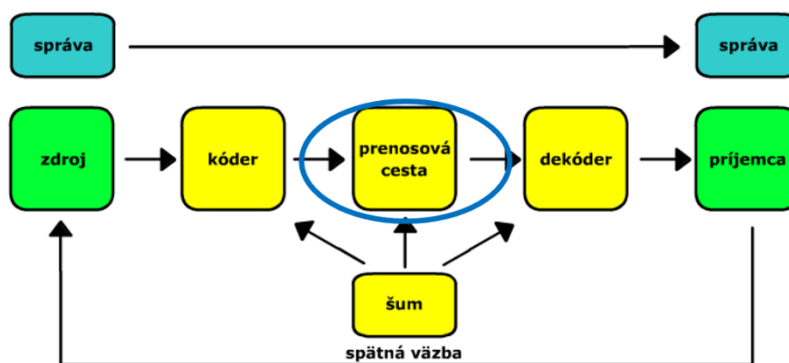 správa
správa
zdroj
kóder
prenosová
cesta
dekóder
príjemca
šum
spätná väzba